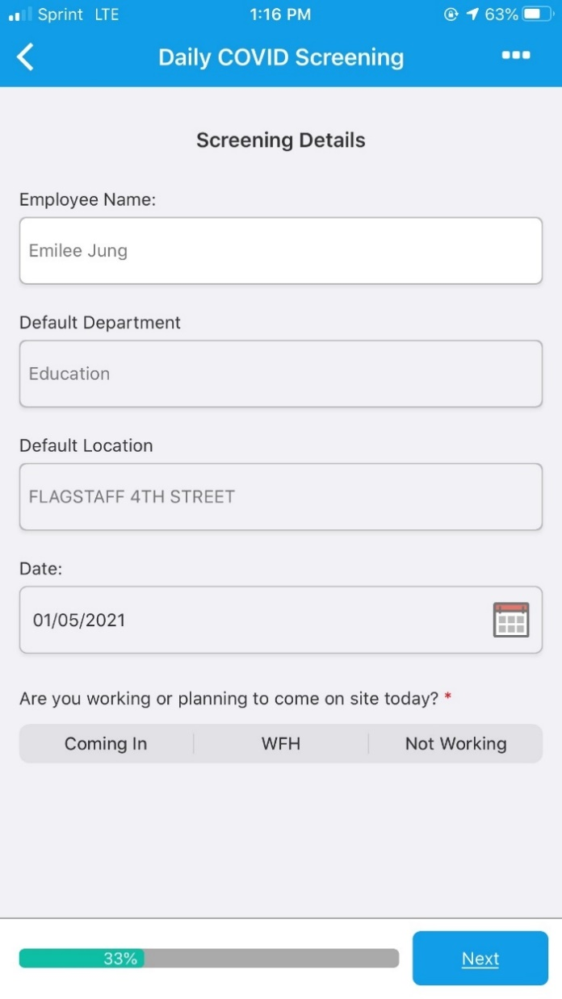 Sprint LTE 1:16 PM 63%
Daily COVID Screening
Screening Details
Employee Name:
Emilee Jung
Default Department
Education
Default Location
FLAGSTAFF 4TH STREET
Date:
01/05/2021
Are you working or planning to come on site today? *
Coming In WFH Not Working
33% Next